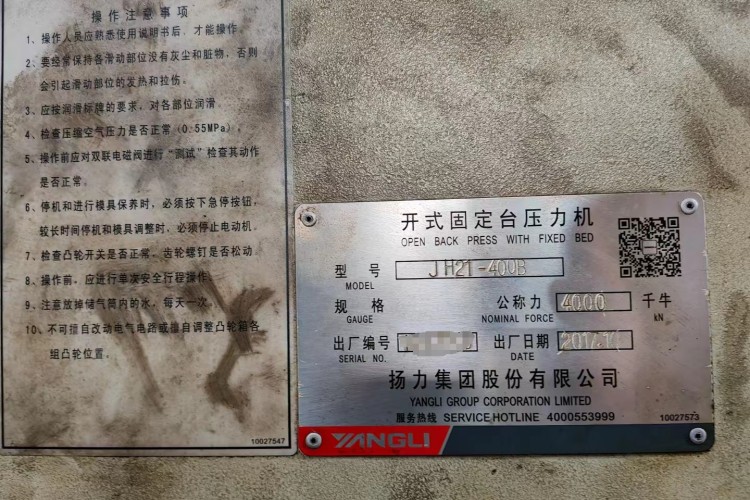 操作注意事项
1、操作人员应熟悉使用说明书后，才能操作。
2、要经常保持各滑动部位没有灰尘和脏物，否则
会引起滑动部位的发热和拉伤。
3、应按润滑标牌的要求，对各部位润滑
4、检查压缩空气压力是否正常（0.55MPa），
5、操作前应对双联电磁阀进行“测试”检查其动作
是否正常。
6、停机和进行模具保养时，必须按下急停按钮，
较长时间停机和模具调整时，必须停止电动机。
7、检查凸轮开关是否正常，齿轮螺钉是否松动
8、操作前，应进行单次安全行程操作
9、注意放掉储气筒内的水，每天一次。
10、不可擅自改动电气电路或擅自调整凸轮箱各
组凸轮位置。
10027547
开式固定台压力机
OPEN BACK PRESS WITH FIXED BED
型号 JH21-400B
MODEL
规格 公称力 4000 千牛
GAUGE NOMINAL FORCE kN
出厂编号 出厂日期 2017.
SERIAL NO. DATE
扬力集团股份有限公司
YANGLI GROUP CORPORATION LIMITED
服务热线 SERVICE HOTLINE 4000553999
10027573
YANGLI